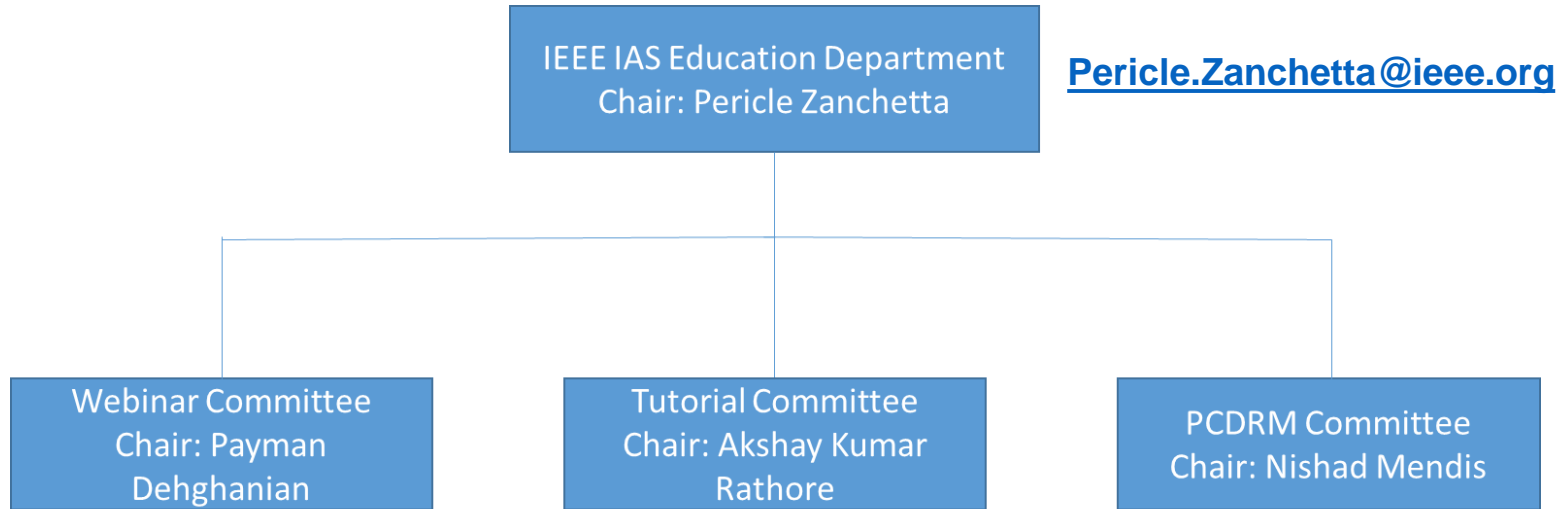 IEEE IAS Education Department
Chair: Pericle Zanchetta
Pericle.Zanchetta@ieee.org
Webinar Committee
Chair: Payman
Dehghanian
Tutorial Committee
Chair: Akshay Kumar
Rathore
PCDRM Committee
Chair: Nishad Mendis